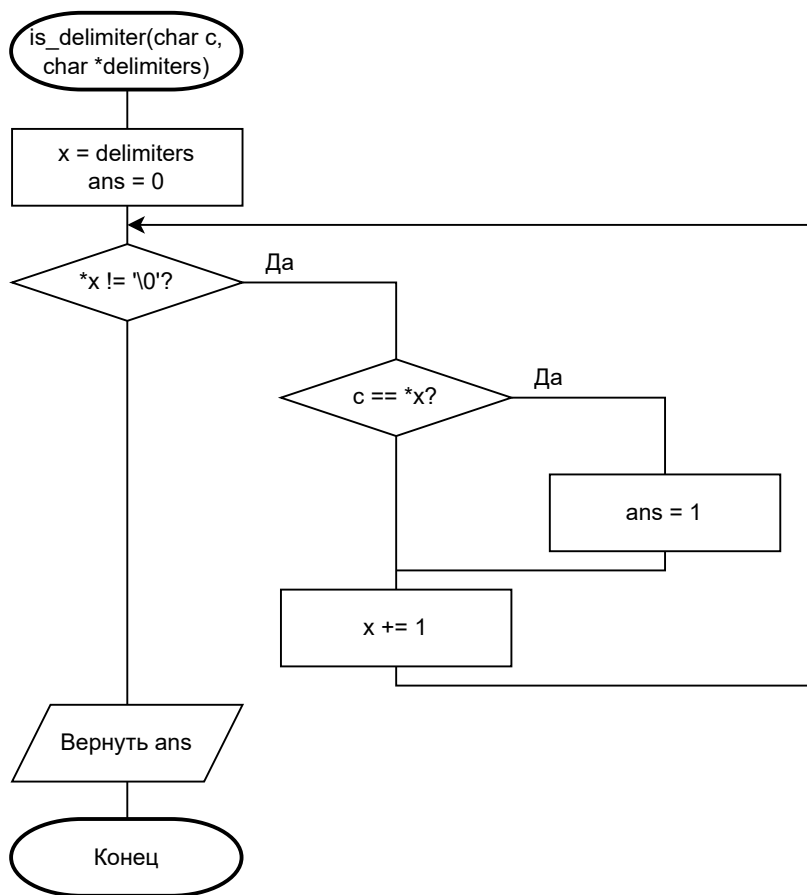 is_delimiter(char c,
char *delimiters)
x = delimiters
ans = 0
*x != '\0'?
Да
c == *x?
Да
ans = 1
x += 1
Вернуть ans
Конец